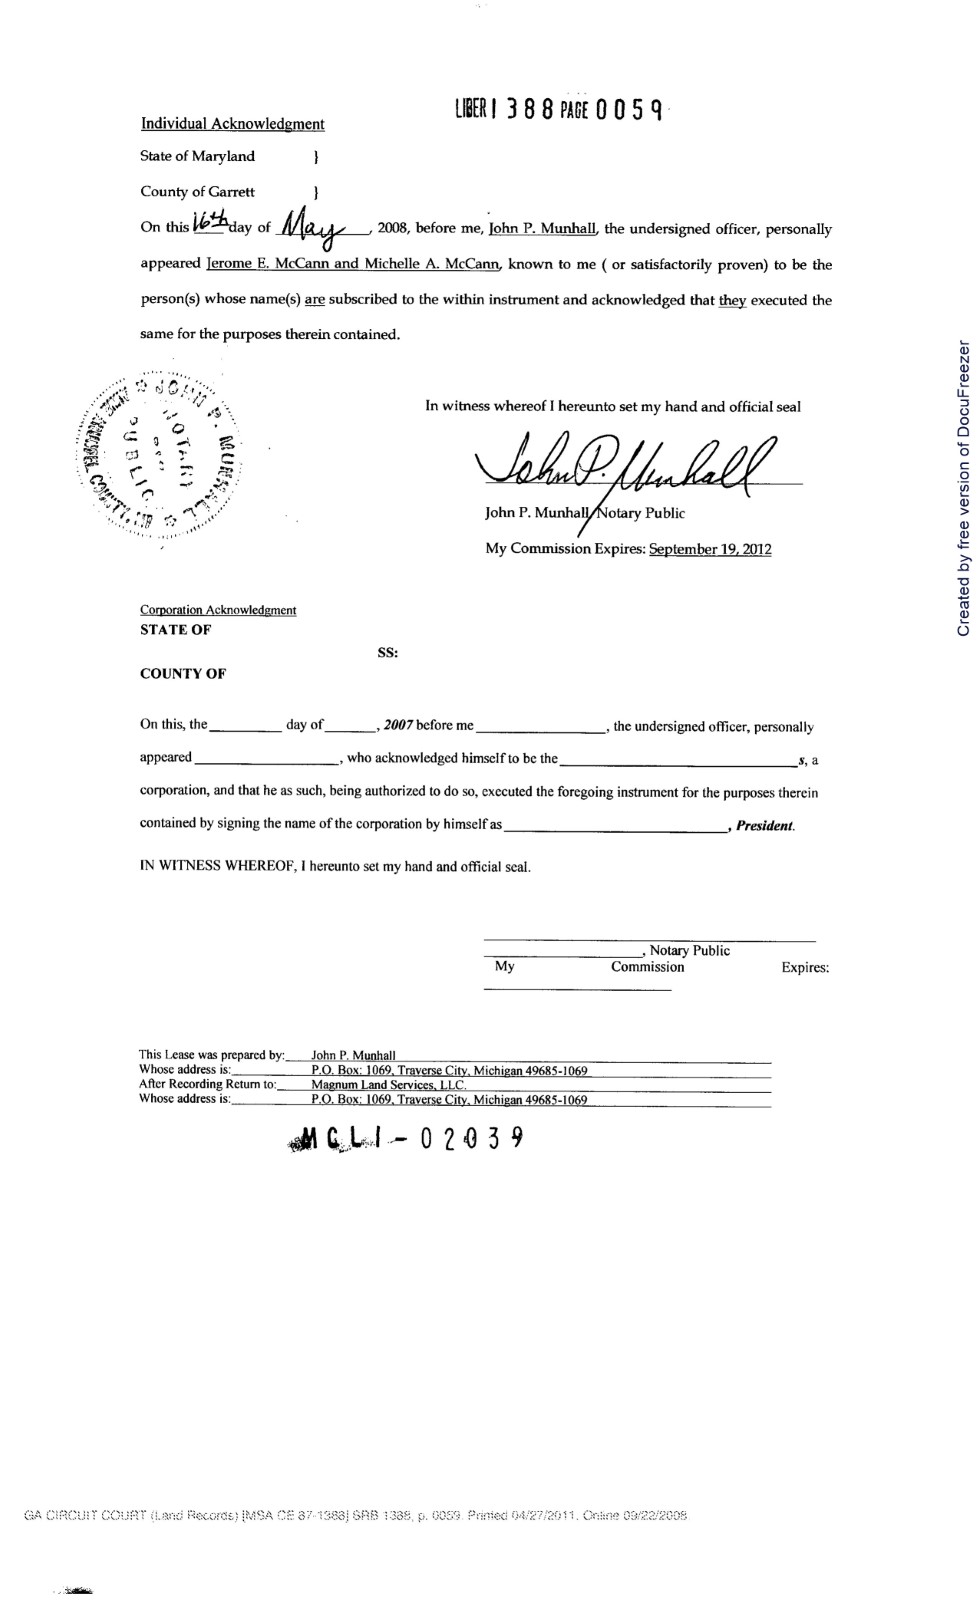 LIBER 1388 PAGE 0059
Individual Acknowledgment
State of Maryland }
County of Garrett }
On this 16th day of May, 2008, before me, John P. Munhall, the undersigned officer, personally
appeared Jerome E. McCann and Michelle A. McCann, known to me ( or satisfactorily proven) to be the
person(s) whose name(s) are subscribed to the within instrument and acknowledged that they executed the
same for the purposes therein contained.
JOHN P. MUNHALL
NOTARY
PUBLIC
COUNTY, MD
In witness whereof I hereunto set my hand and official seal
John P. Munhall
John P. Munhall, Notary Public
My Commission Expires: September 19, 2012
Corporation Acknowledgment
STATE OF
SS:
COUNTY OF
On this, the __________ day of _______, 2007 before me __________________, the undersigned officer, personally
appeared ____________________, who acknowledged himself to be the _________________________________s, a
corporation, and that he as such, being authorized to do so, executed the foregoing instrument for the purposes therein
contained by signing the name of the corporation by himself as _______________________________, President.
IN WITNESS WHEREOF, I hereunto set my hand and official seal.
______________________, Notary Public
My Commission Expires:
This Lease was prepared by: John P. Munhall
Whose address is: P.O. Box: 1069, Traverse City, Michigan 49685-1069
After Recording Return to: Magnum Land Services, LLC.
Whose address is: P.O. Box: 1069, Traverse City, Michigan 49685-1069
MCLI-02039
GA CIRCUIT COURT (Land Records) [MSA CE 87-1388] SRB 1388, p. 0059. Printed 04/27/2011. Online 09/22/2008.
Created by free version of DocuFreezer